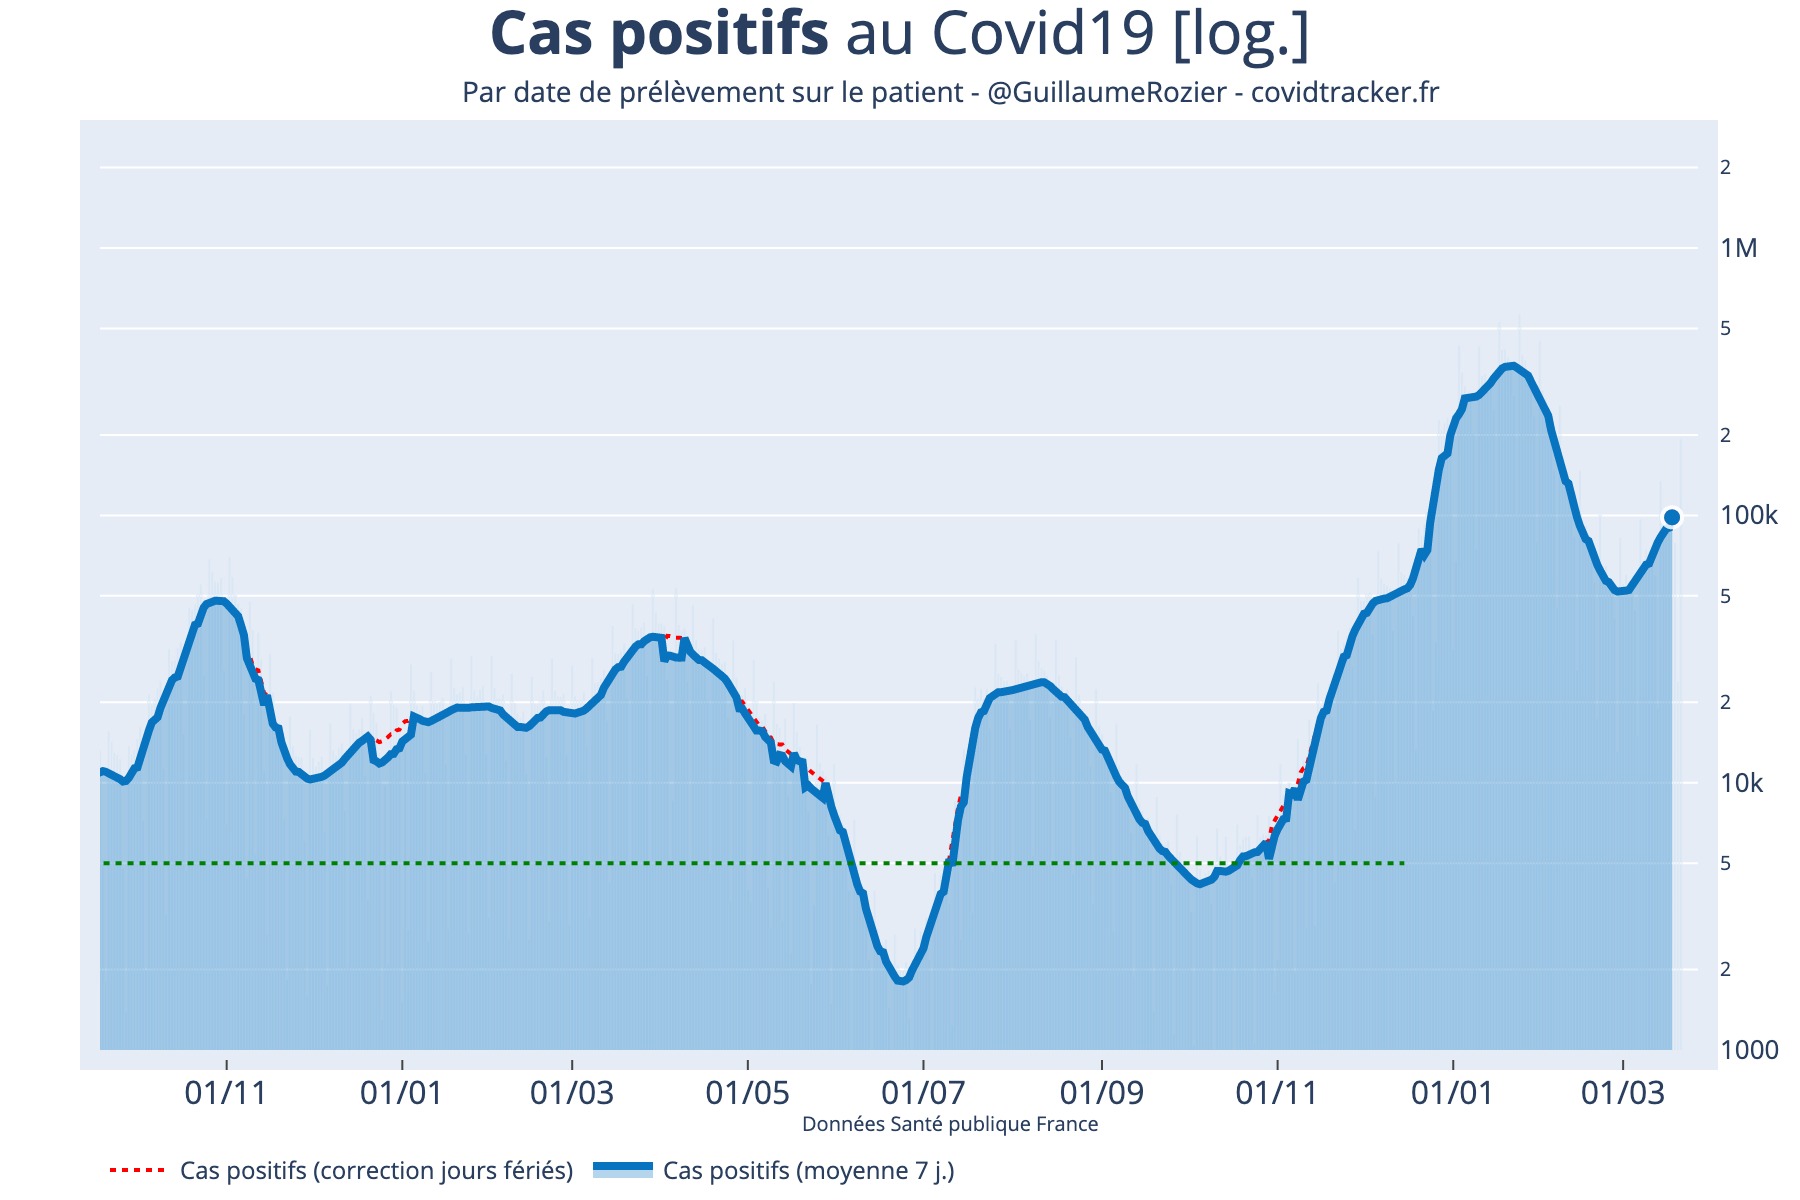 Cas positifs au Covid19 [log.]
Par date de prélèvement sur le patient - @GuillaumeRozier - covidtracker.fr
2
1M
5
2
100k
5
2
10k
5
2
1000
01/11 01/01 01/03 01/05 01/07 01/09 01/11 01/01 01/03
Données Santé publique France
Cas positifs (correction jours fériés) Cas positifs (moyenne 7 j.)